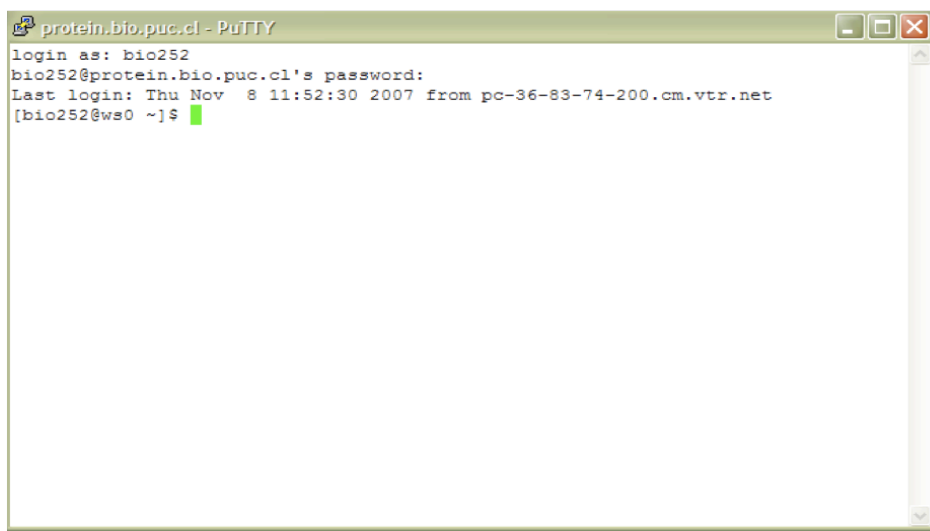 protein.bio.puc.cl - PuTTY
login as: bio252
bio252@protein.bio.puc.cl's password:
Last login: Thu Nov  8 11:52:30 2007 from pc-36-83-74-200.cm.vtr.net
[bio252@ws0 ~]$